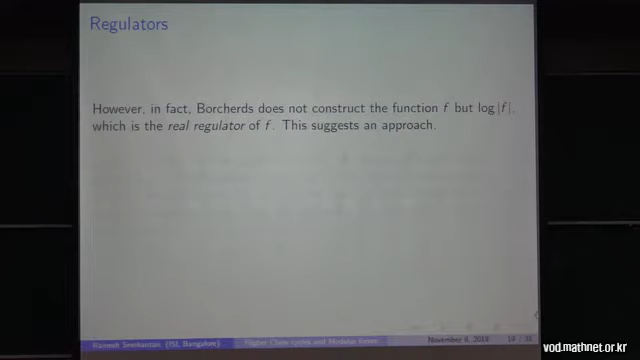 Regulators
However, in fact, Borcherds does not construct the function f but log|f|,
which is the real regulator of f. This suggests an approach.
Ramesh Sreekantan (ISI, Bangalore)
Higher Chow cycles and Modular forms
November 6, 2018
vod.mathnet.or.kr